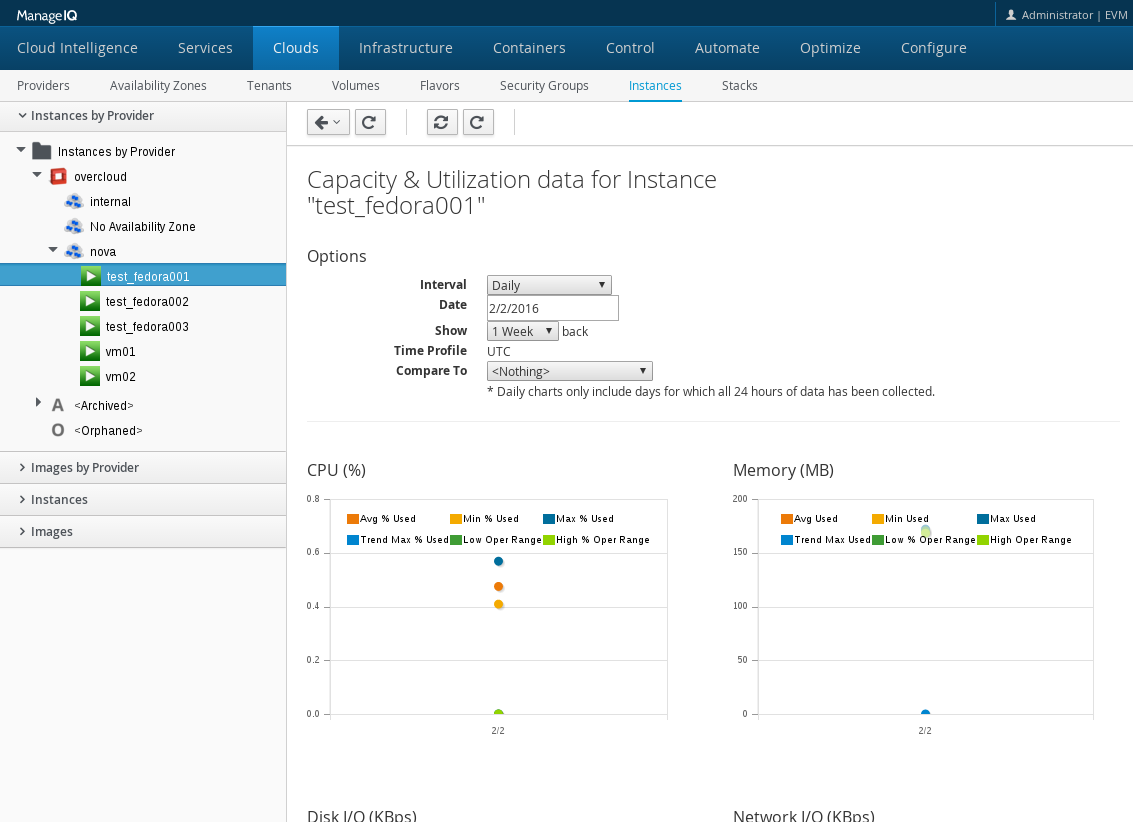 ManageIQ
Administrator | EVM
Cloud Intelligence Services Clouds Infrastructure Containers Control Automate Optimize Configure
Providers Availability Zones Tenants Volumes Flavors Security Groups Instances Stacks
Instances by Provider
Instances by Provider
overcloud
internal
No Availability Zone
nova
test_fedora001
test_fedora002
test_fedora003
vm01
vm02
A <Archived>
O <Orphaned>
Images by Provider
Instances
Images
Capacity & Utilization data for Instance
"test_fedora001"
Options
Interval Daily
Date 2/2/2016
Show 1 Week back
Time Profile UTC
Compare To <Nothing>
* Daily charts only include days for which all 24 hours of data has been collected.
CPU (%)
0.8
Avg % Used Min % Used Max % Used
Trend Max % Used Low Oper Range High % Oper Range
0.6
0.4
0.2
0.0
2/2
Memory (MB)
200
Avg Used Min Used Max Used
Trend Max Used Low % Oper Range High Oper Range
150
100
50
0
2/2
Disk I/O (KBps)
Network I/O (KBps)